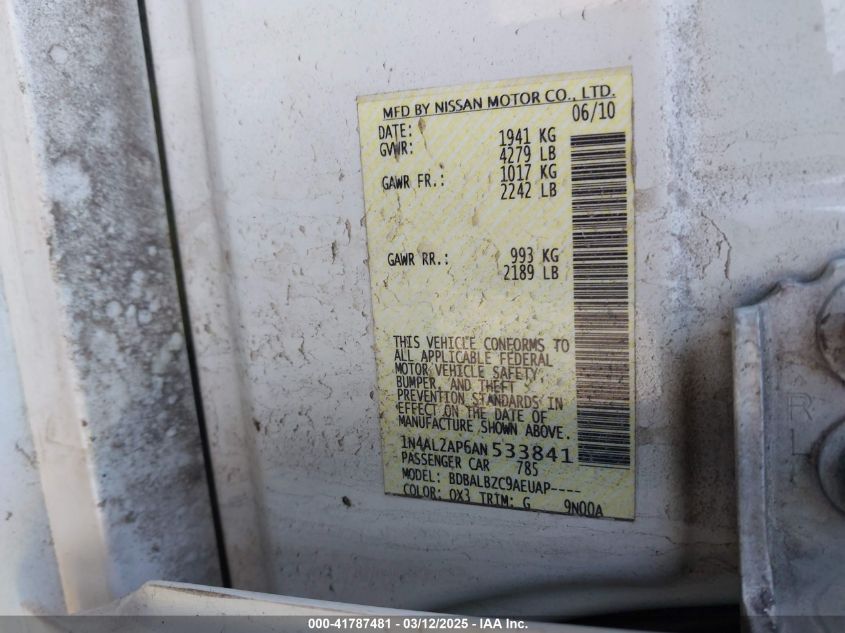 MFD BY NISSAN MOTOR CO., LTD.
DATE: 06/10
GVWR: 1941 KG
4279 LB
GAWR FR.: 1017 KG
2242 LB
GAWR RR.: 993 KG
2189 LB
THIS VEHICLE CONFORMS TO
ALL APPLICABLE FEDERAL
MOTOR VEHICLE SAFETY,
BUMPER, AND THEFT
PREVENTION STANDARDS IN
EFFECT ON THE DATE OF
MANUFACTURE SHOWN ABOVE.
1N4AL2AP6AN 533841
PASSENGER CAR 785
MODEL: BDBALBZC9AEUAP----
COLOR: QX3 TRIM: G 9N00A
R
L
000-41787481 - 03/12/2025 - IAA Inc.